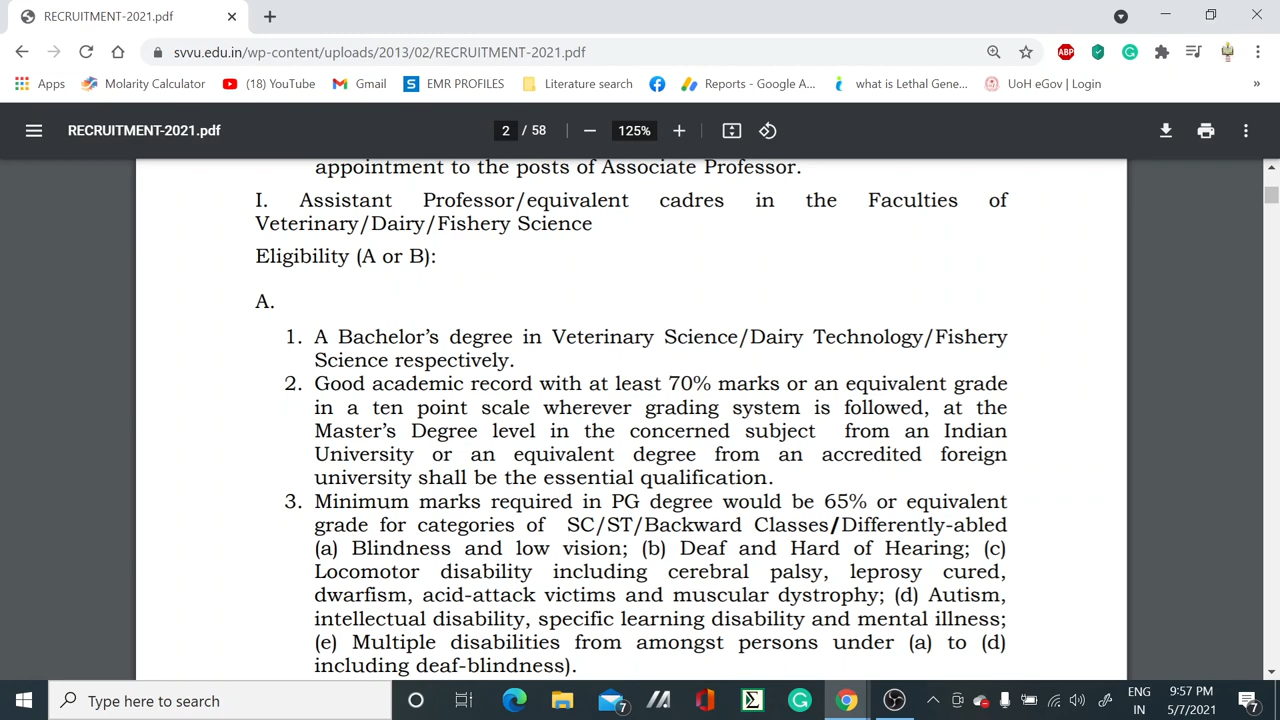 RECRUITMENT-2021.pdf
svvu.edu.in/wp-content/uploads/2013/02/RECRUITMENT-2021.pdf
ABP
Apps Molarity Calculator (18) YouTube Gmail S EMR PROFILES Literature search Reports - Google A... what is Lethal Gene... UoH eGov | Login »
RECRUITMENT-2021.pdf 2 / 58 125%
appointment to the posts of Associate Professor.
I. Assistant Professor/equivalent cadres in the Faculties of
Veterinary/Dairy/Fishery Science
Eligibility (A or B):
A.
1. A Bachelor’s degree in Veterinary Science/Dairy Technology/Fishery
Science respectively.
2. Good academic record with at least 70% marks or an equivalent grade
in a ten point scale wherever grading system is followed, at the
Master’s Degree level in the concerned subject from an Indian
University or an equivalent degree from an accredited foreign
university shall be the essential qualification.
3. Minimum marks required in PG degree would be 65% or equivalent
grade for categories of SC/ST/Backward Classes/Differently-abled
(a) Blindness and low vision; (b) Deaf and Hard of Hearing; (c)
Locomotor disability including cerebral palsy, leprosy cured,
dwarfism, acid-attack victims and muscular dystrophy; (d) Autism,
intellectual disability, specific learning disability and mental illness;
(e) Multiple disabilities from amongst persons under (a) to (d)
including deaf-blindness).
Type here to search
7
ENG
IN
9:57 PM
5/7/2021
7